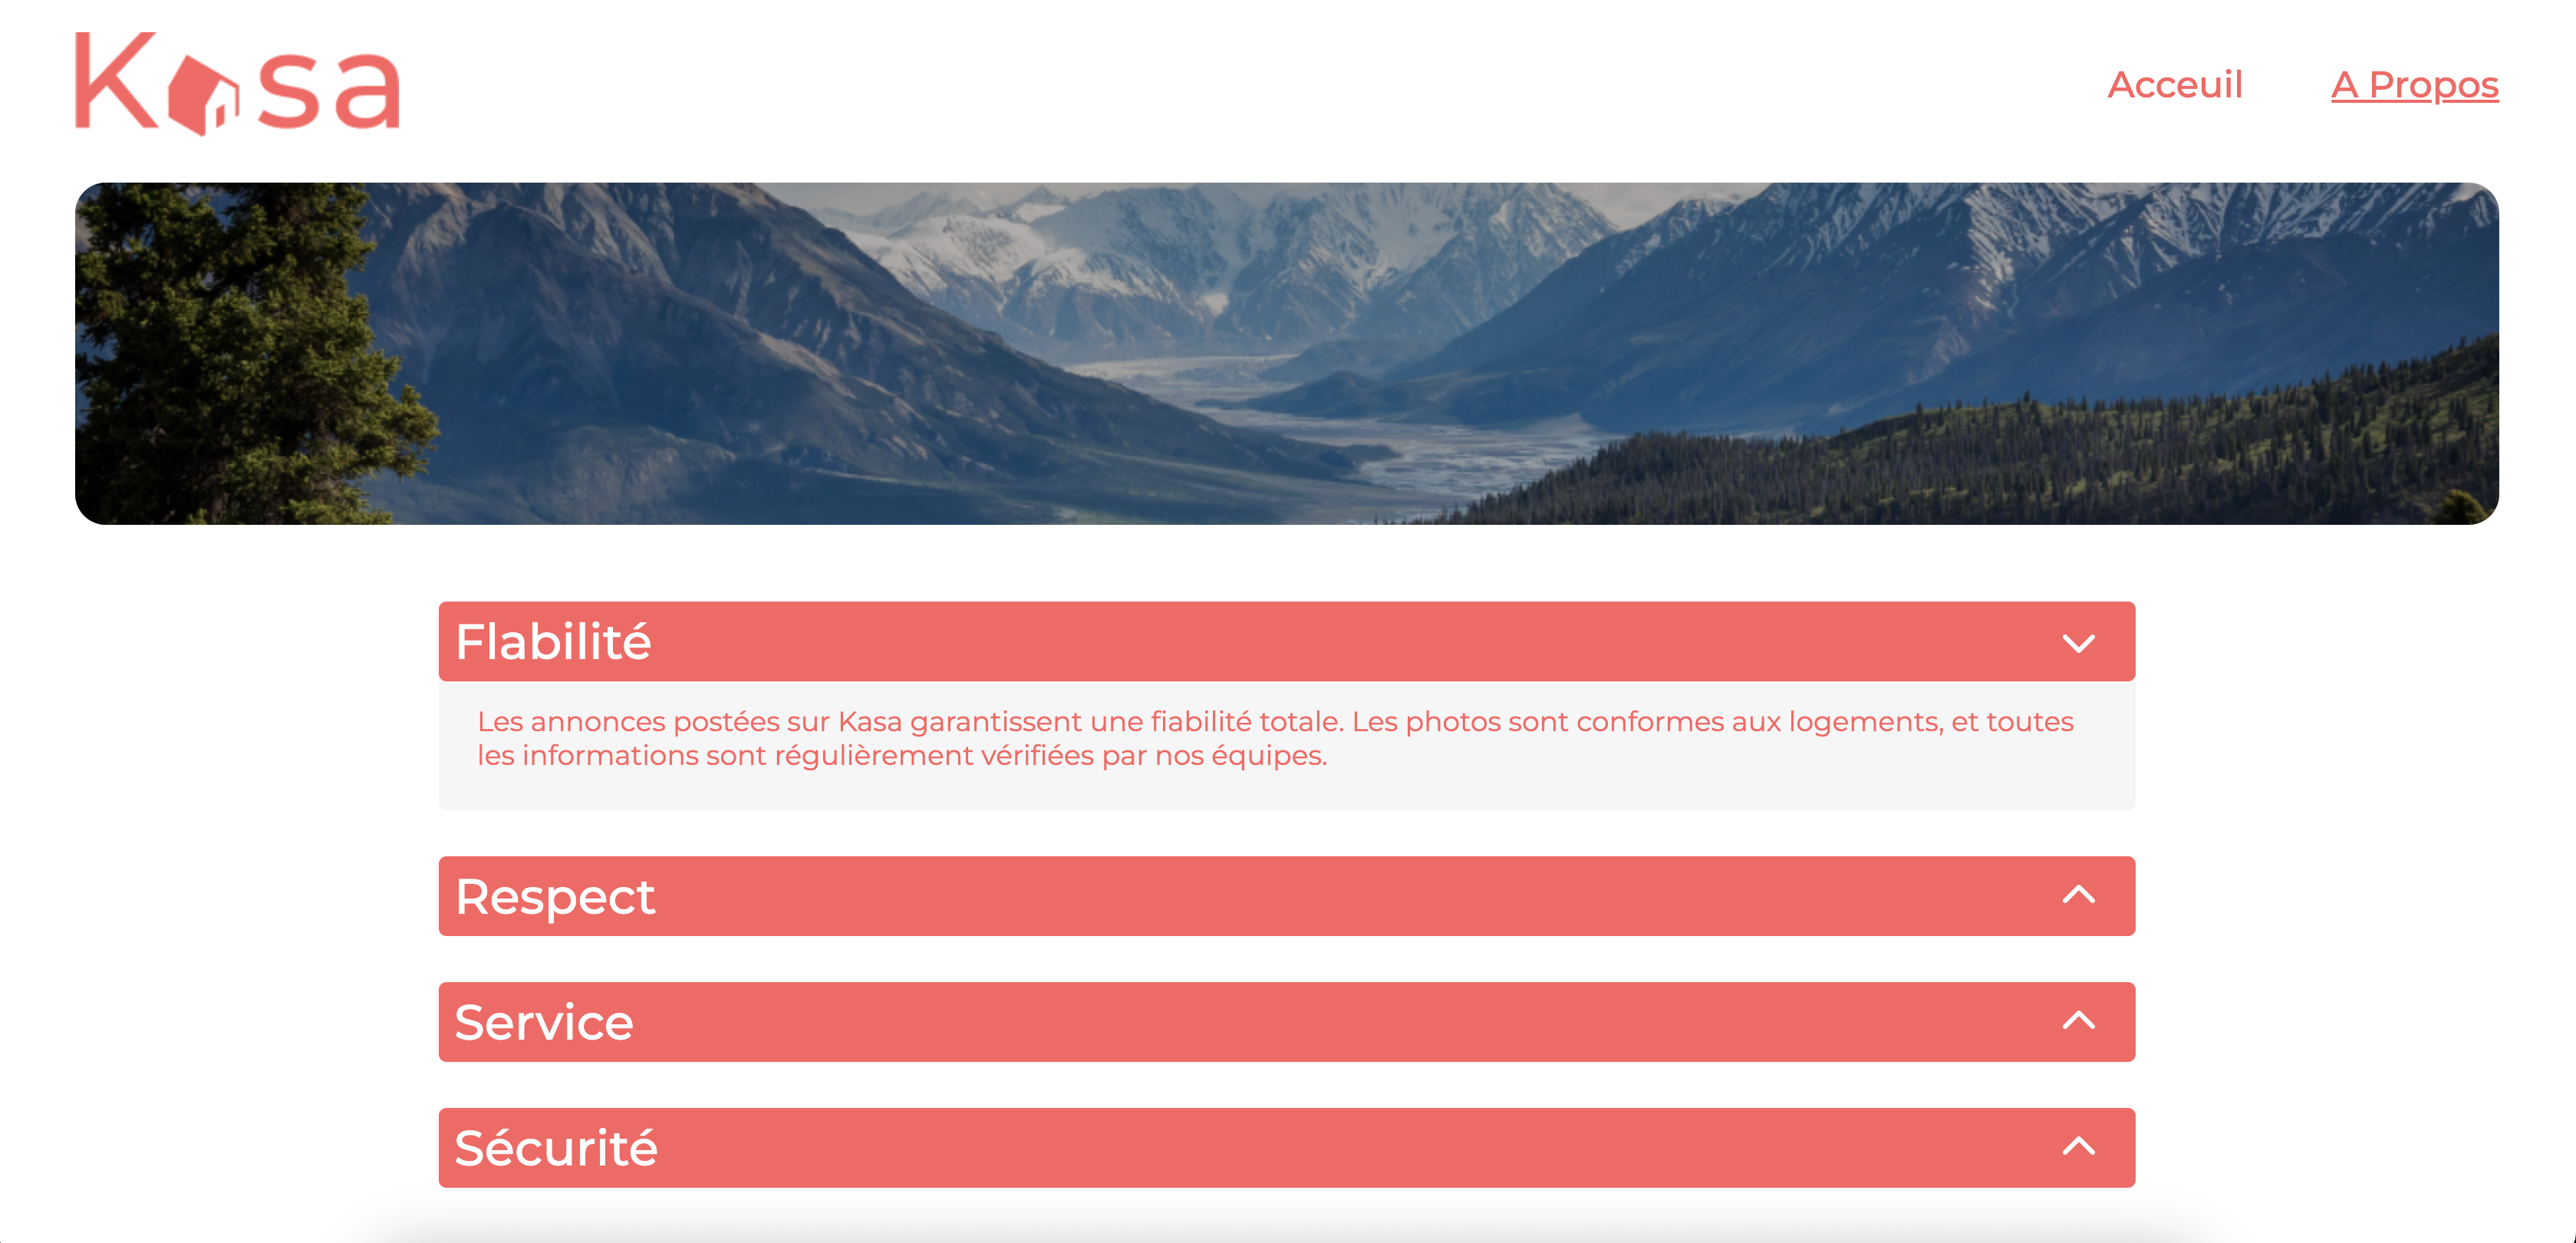 Kasa
Acceuil
A Propos
Flabilité
Les annonces postées sur Kasa garantissent une fiabilité totale. Les photos sont conformes aux logements, et toutes
les informations sont régulièrement vérifiées par nos équipes.
Respect
Service
Sécurité